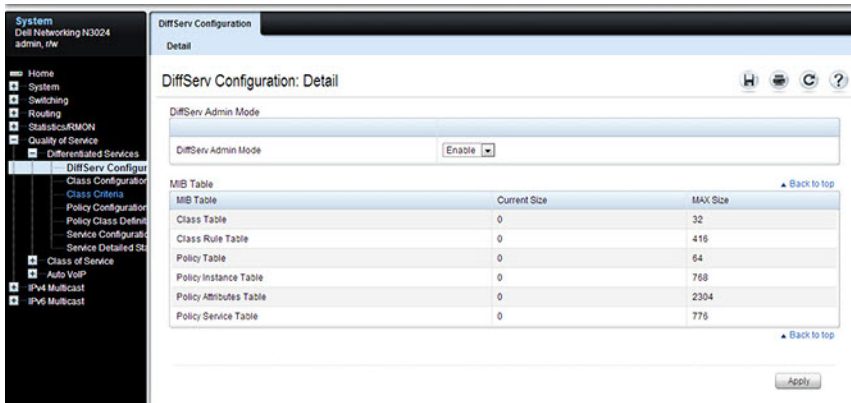 System
Dell Networking N3024
admin, r/w
Home
System
Switching
Routing
Statistics/RMON
Quality of Service
Differentiated Services
DiffServ Configur
Class Configuration
Class Criteria
Policy Configuration
Policy Class Definit
Service Configuratio
Service Detailed Sta
Class of Service
Auto VoIP
IPv4 Multicast
IPv6 Multicast
DiffServ Configuration
Detail
DiffServ Configuration: Detail
DiffServ Admin Mode
DiffServ Admin Mode Enable
MIB Table Back to top
MIB Table Current Size MAX Size
Class Table 0 32
Class Rule Table 0 416
Policy Table 0 64
Policy Instance Table 0 768
Policy Attributes Table 0 2304
Policy Service Table 0 776
Back to top
Apply